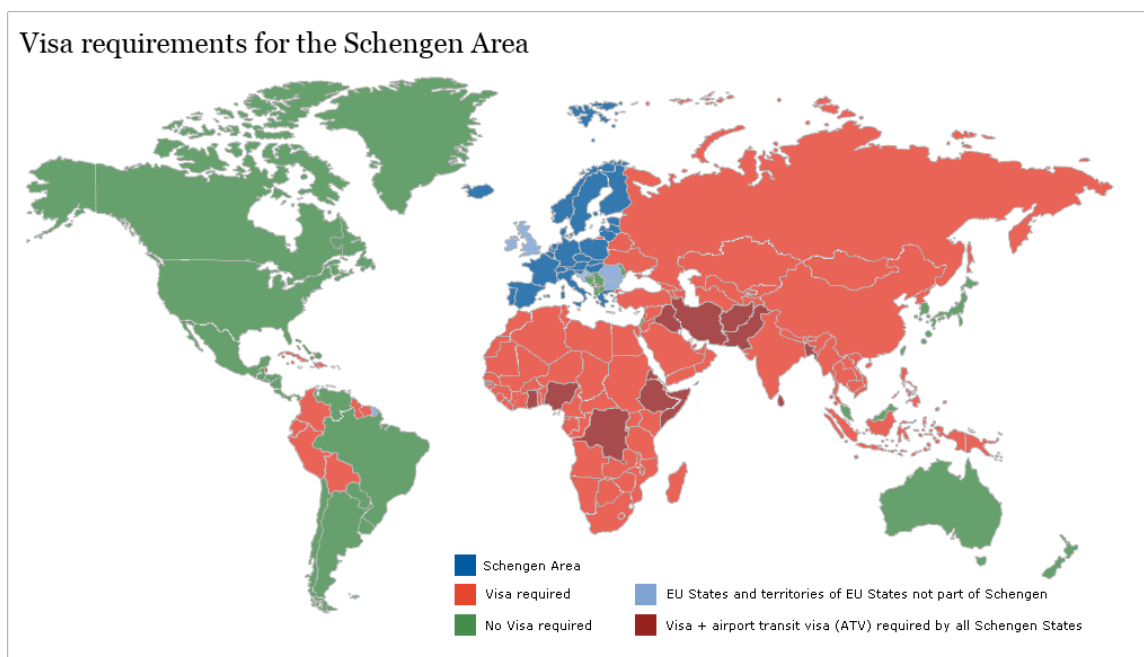 Visa requirements for the Schengen Area
Schengen Area
Visa required
EU States and territories of EU States not part of Schengen
No Visa required
Visa + airport transit visa (ATV) required by all Schengen States